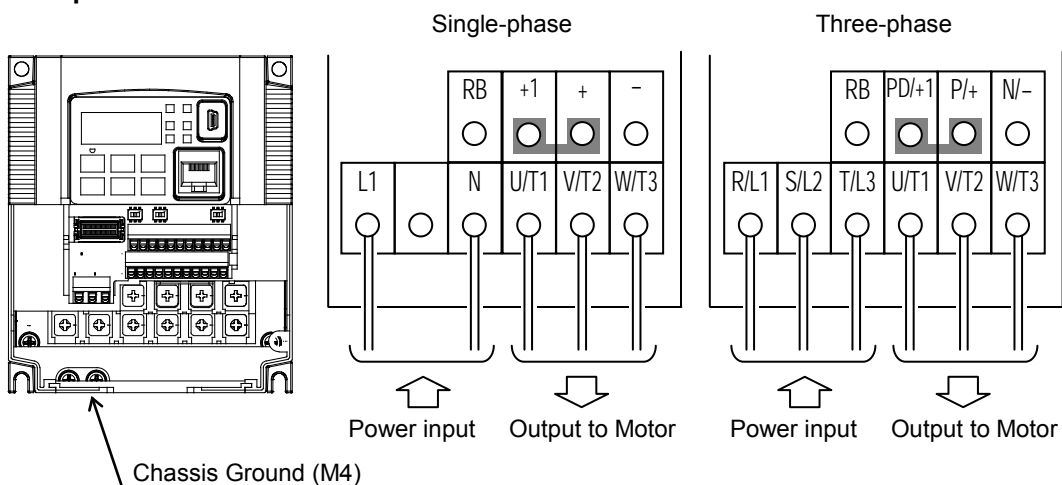 Single-phase
Three-phase
RB +1 + −
L1 N U/T1 V/T2 W/T3
RB PD/+1 P/+ N/−
R/L1 S/L2 T/L3 U/T1 V/T2 W/T3
Power input Output to Motor
Power input Output to Motor
Chassis Ground (M4)